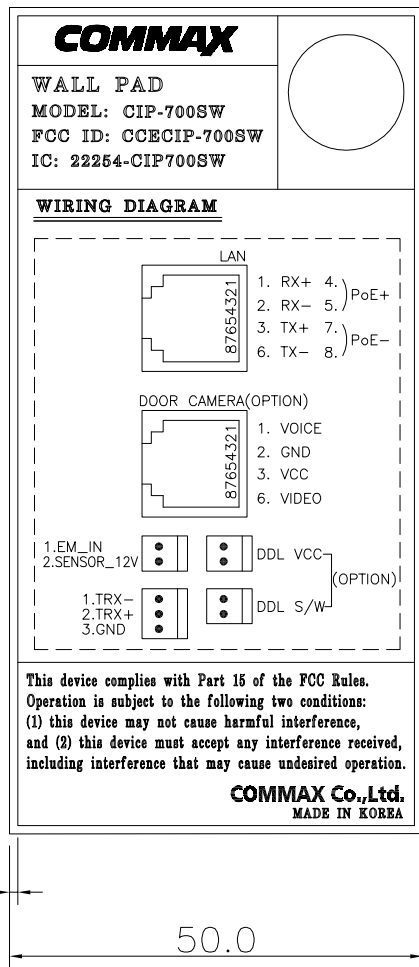 COMMAX
WALL PAD
MODEL: CIP-700SW
FCC ID: CCECIP-700SW
IC: 22254-CIP700SW
WIRING DIAGRAM
LAN
87654321
1. RX+ 4.
2. RX- 5.
PoE+
3. TX+ 7.
6. TX- 8.
PoE-
DOOR CAMERA(OPTION)
87654321
1. VOICE
2. GND
3. VCC
6. VIDEO
1.EM_IN
2.SENSOR_12V
DDL VCC
(OPTION)
1.TRX-
2.TRX+
3.GND
DDL S/W
This device complies with Part 15 of the FCC Rules.
Operation is subject to the following two conditions:
(1) this device may not cause harmful interference,
and (2) this device must accept any interference received,
including interference that may cause undesired operation.
COMMAX Co.,Ltd.
MADE IN KOREA
50.0